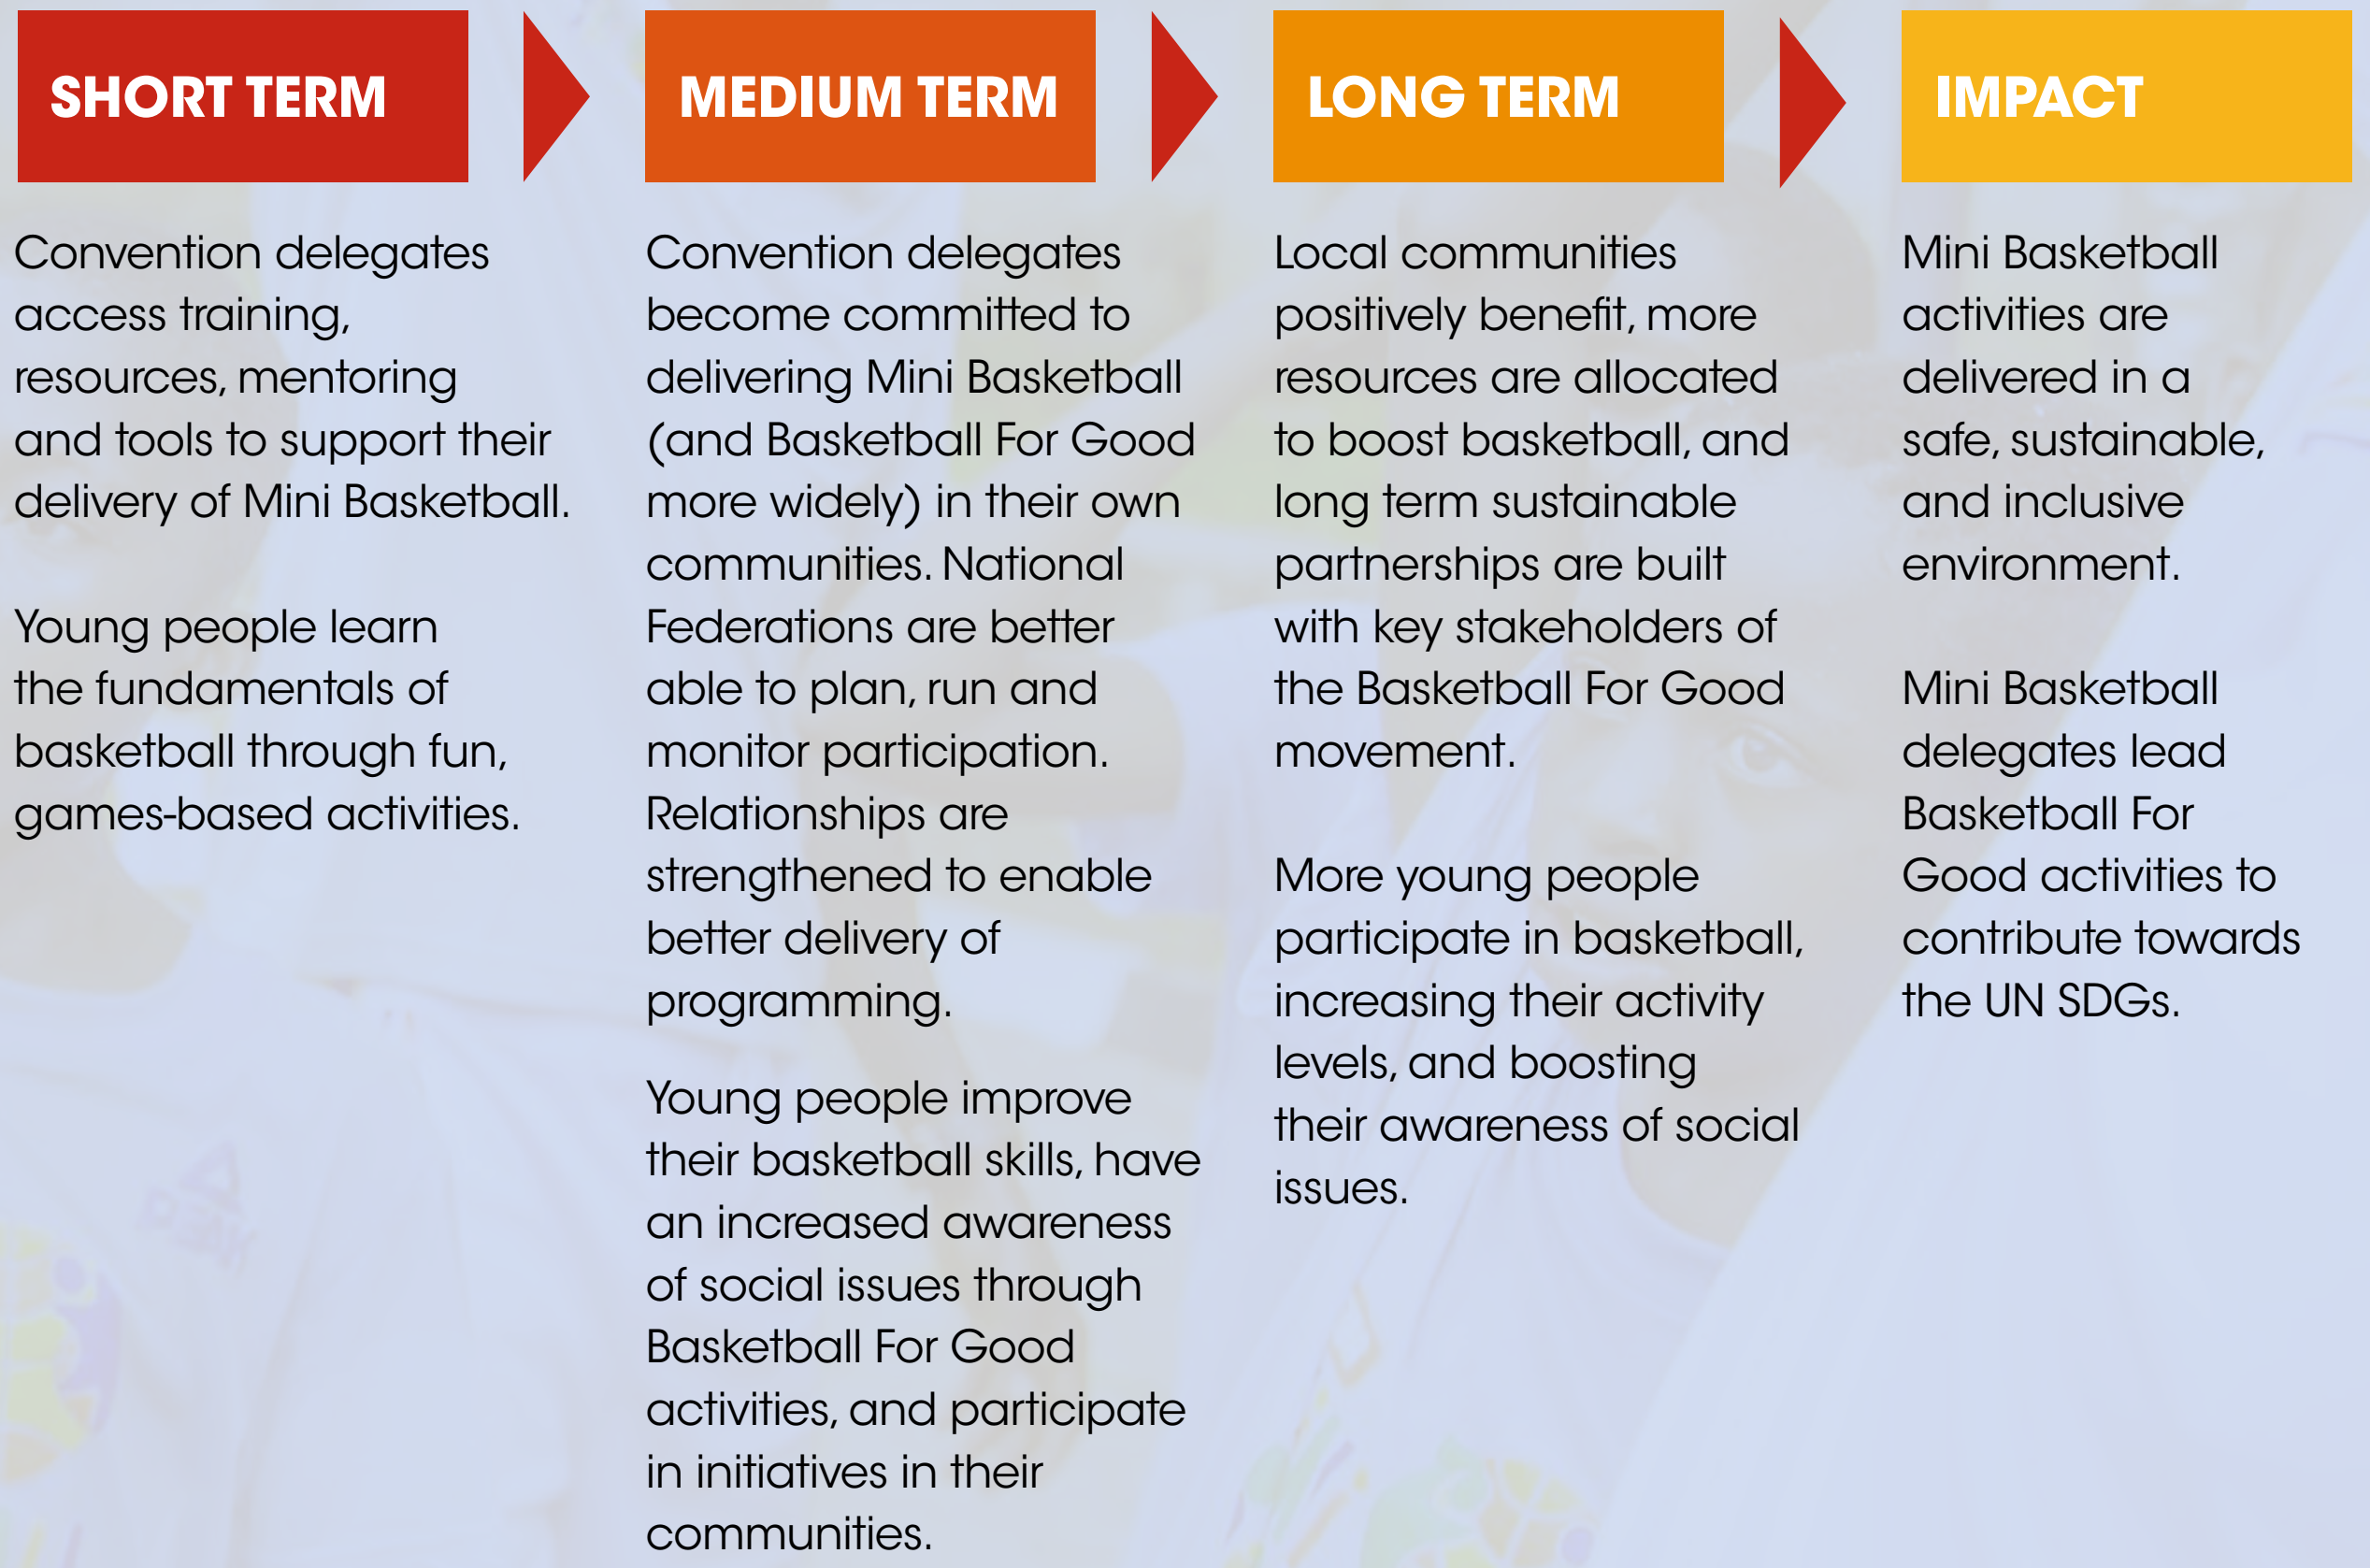 SHORT TERM
Convention delegates
access training,
resources, mentoring
and tools to support their
delivery of Mini Basketball.
Young people learn
the fundamentals of
basketball through fun,
games-based activities.
MEDIUM TERM
Convention delegates
become committed to
delivering Mini Basketball
(and Basketball For Good
more widely) in their own
communities. National
Federations are better
able to plan, run and
monitor participation.
Relationships are
strengthened to enable
better delivery of
programming.
Young people improve
their basketball skills, have
an increased awareness
of social issues through
Basketball For Good
activities, and participate
in initiatives in their
communities.
LONG TERM
Local communities
positively benefit, more
resources are allocated
to boost basketball, and
long term sustainable
partnerships are built
with key stakeholders of
the Basketball For Good
movement.
More young people
participate in basketball,
increasing their activity
levels, and boosting
their awareness of social
issues.
IMPACT
Mini Basketball
activities are
delivered in a
safe, sustainable,
and inclusive
environment.
Mini Basketball
delegates lead
Basketball For
Good activities to
contribute towards
the UN SDGs.